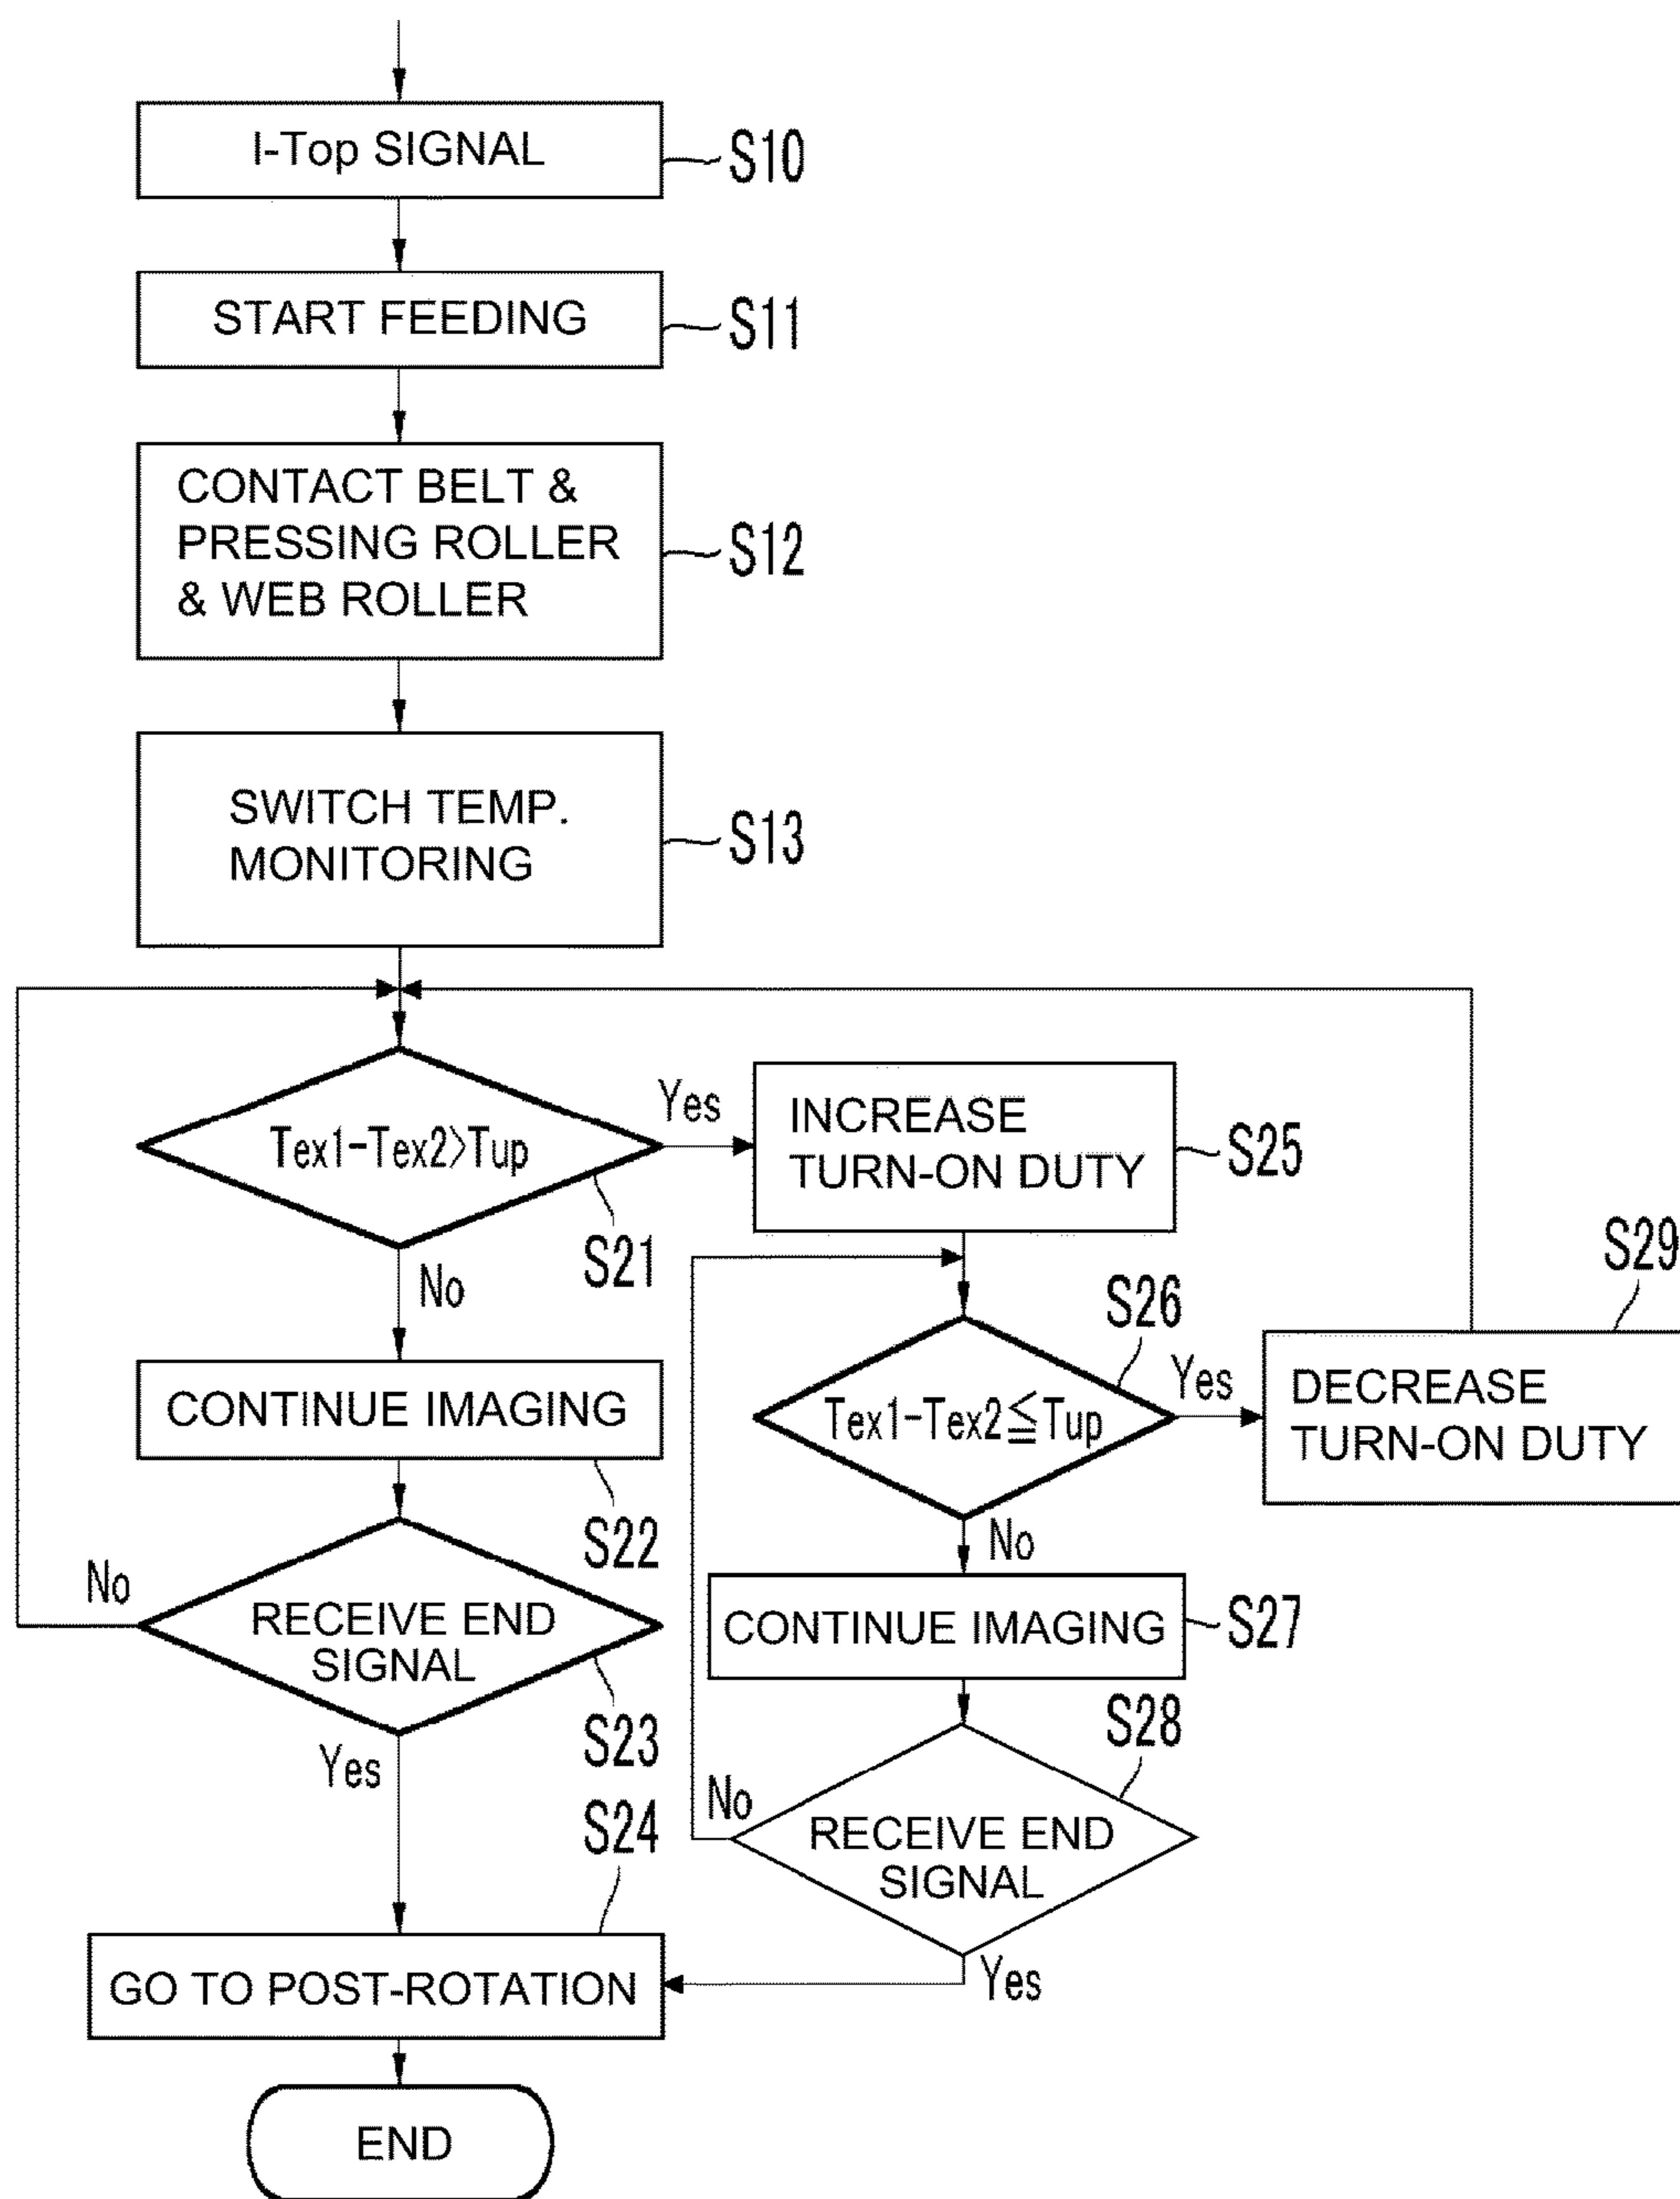 I-Top SIGNAL
S10
START FEEDING
S11
CONTACT BELT &
PRESSING ROLLER
& WEB ROLLER
S12
SWITCH TEMP.
MONITORING
S13
Tex1-Tex2>Tup
S21
Yes
No
INCREASE
TURN-ON DUTY
S25
S29
S26
Tex1-Tex2≦Tup
Yes
No
DECREASE
TURN-ON DUTY
CONTINUE IMAGING
S22
No
RECEIVE END
SIGNAL
S23
Yes
CONTINUE IMAGING
S27
S28
No
RECEIVE END
SIGNAL
Yes
S24
GO TO POST-ROTATION
END